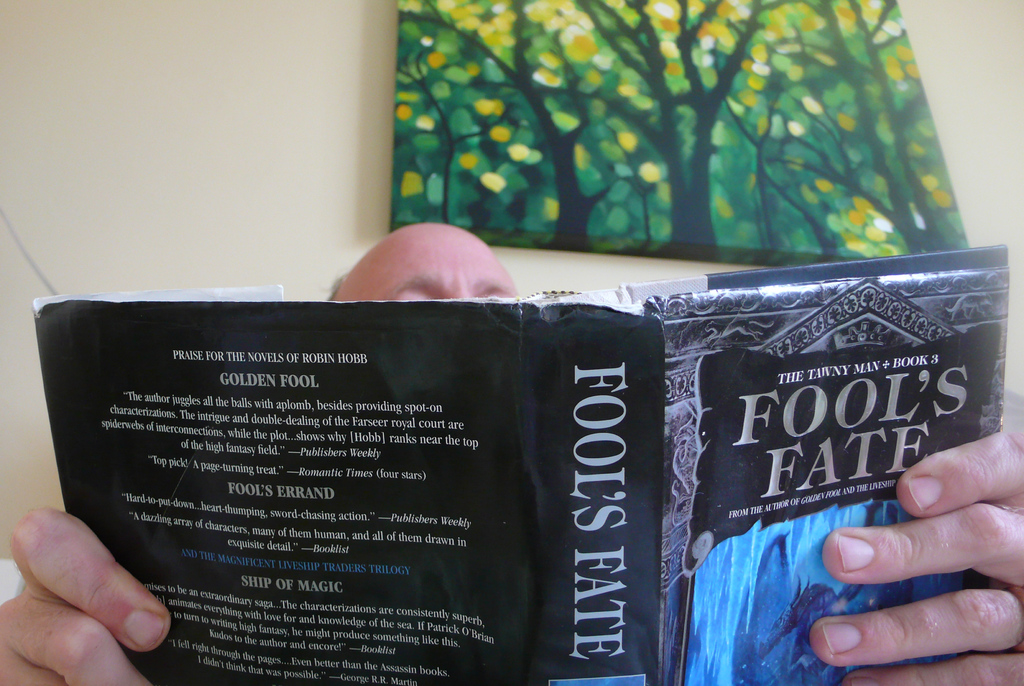 PRAISE FOR THE NOVELS OF ROBIN HOBB
GOLDEN FOOL
"The author juggles all the balls with aplomb, besides providing spot-on
characterizations. The intrigue and double-dealing of the Farseer royal court are
spiderwebs of interconnections, while the plot...shows why [Hobb] ranks near the top
of the high fantasy field." —Publishers Weekly
"Top pick! A page-turning treat." —Romantic Times (four stars)
FOOL'S ERRAND
"Hard-to-put-down...heart-thumping, sword-chasing action." —Publishers Weekly
"A dazzling array of characters, many of them human, and all of them drawn in
exquisite detail." —Booklist
AND THE MAGNIFICENT LIVESHIP TRADERS TRILOGY
SHIP OF MAGIC
mises to be an extraordinary saga...The characterizations are consistently superb,
animates everything with love for and knowledge of the sea. If Patrick O'Brian
to turn to writing high fantasy, he might produce something like this.
Kudos to the author and encore!" —Booklist
"I fell right through the pages....Even better than the Assassin books.
I didn't think that was possible." —George R.R. Martin
FOOL'S FATE
THE TAWNY MAN + BOOK 3
FOOL'S
FATE
FROM THE AUTHOR OF GOLDEN FOOL AND THE LIVESHIP